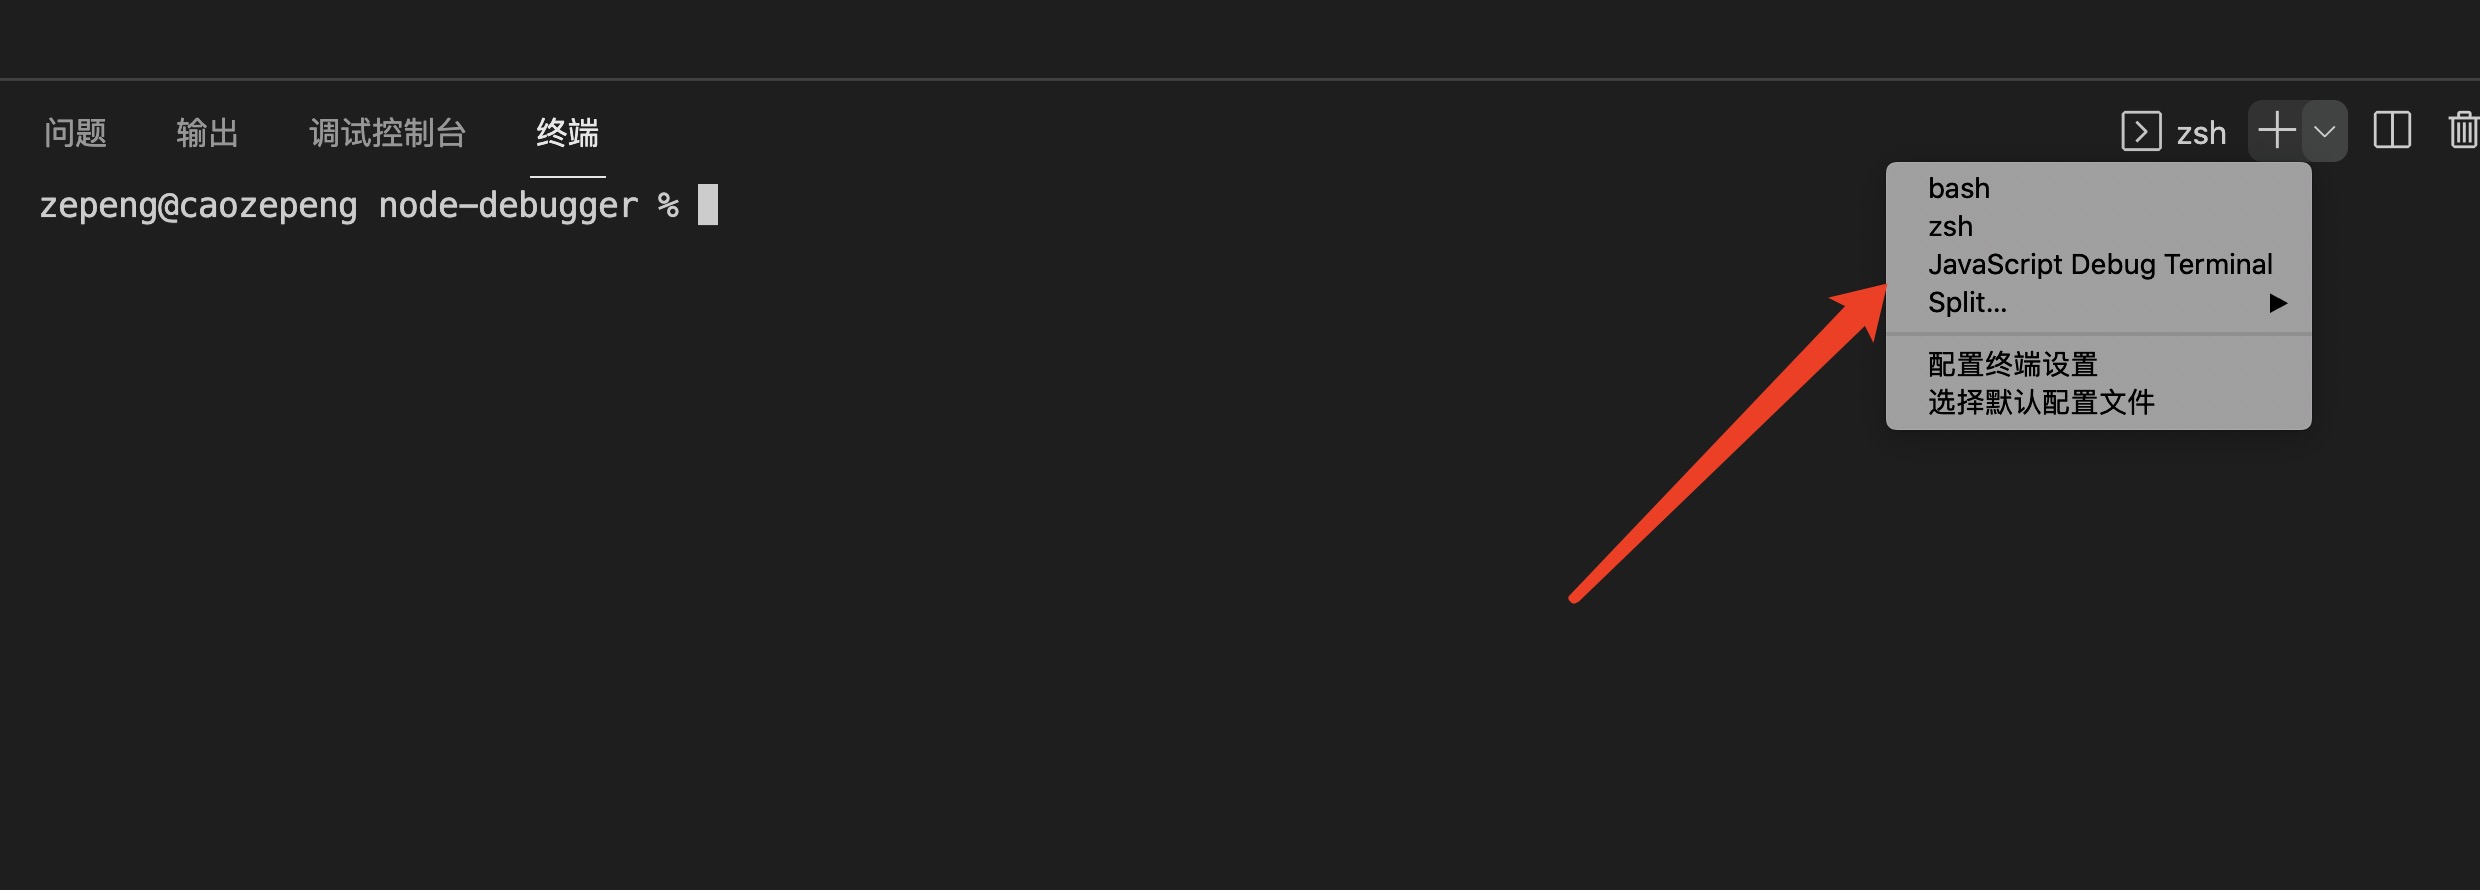 问题 输出 调试控制台 终端 zsh
zepeng@caozepeng node-debugger %
bash
zsh
JavaScript Debug Terminal
Split...
配置终端设置
选择默认配置文件